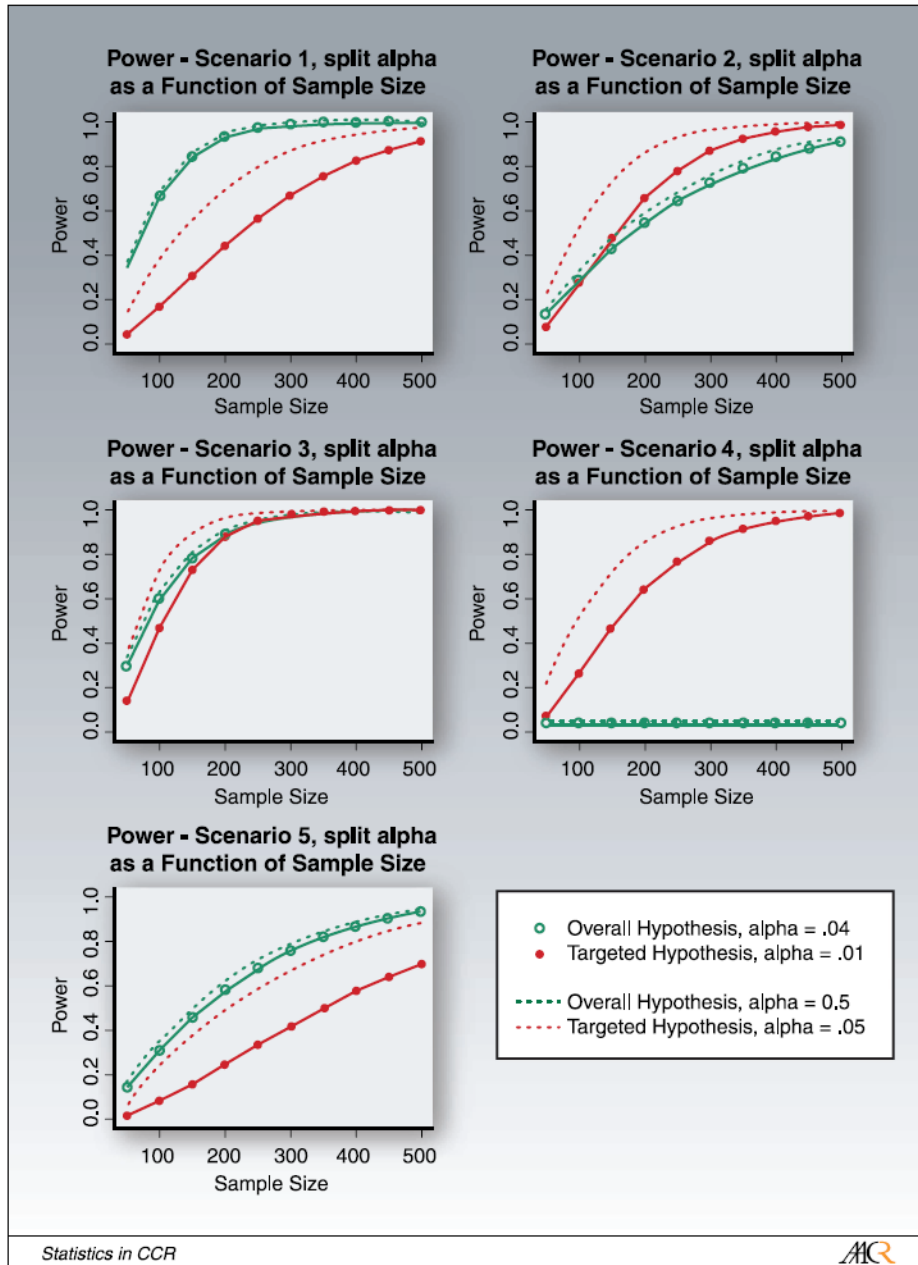 Power - Scenario 1, split alpha
as a Function of Sample Size
Power
0.0 0.2 0.4 0.6 0.8 1.0
100 200 300 400 500
Sample Size
Power - Scenario 2, split alpha
as a Function of Sample Size
Power
0.0 0.2 0.4 0.6 0.8 1.0
100 200 300 400 500
Sample Size
Power - Scenario 3, split alpha
as a Function of Sample Size
Power
0.0 0.2 0.4 0.6 0.8 1.0
100 200 300 400 500
Sample Size
Power - Scenario 4, split alpha
as a Function of Sample Size
Power
0.0 0.2 0.4 0.6 0.8 1.0
100 200 300 400 500
Sample Size
Power - Scenario 5, split alpha
as a Function of Sample Size
Power
0.0 0.2 0.4 0.6 0.8 1.0
100 200 300 400 500
Sample Size
Overall Hypothesis, alpha = .04
Targeted Hypothesis, alpha = .01
Overall Hypothesis, alpha = 0.5
Targeted Hypothesis, alpha = .05
Statistics in CCR
AACR